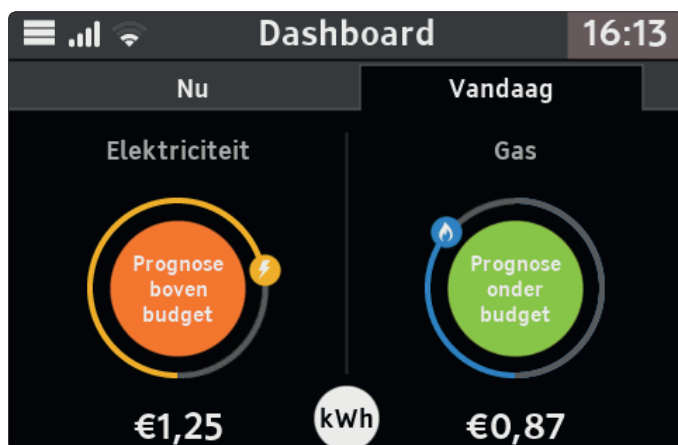 Dashboard
16:13
Nu
Vandaag
Elektriciteit
Gas
Prognose
boven
budget
Prognose
onder
budget
€1,25
kWh
€0,87